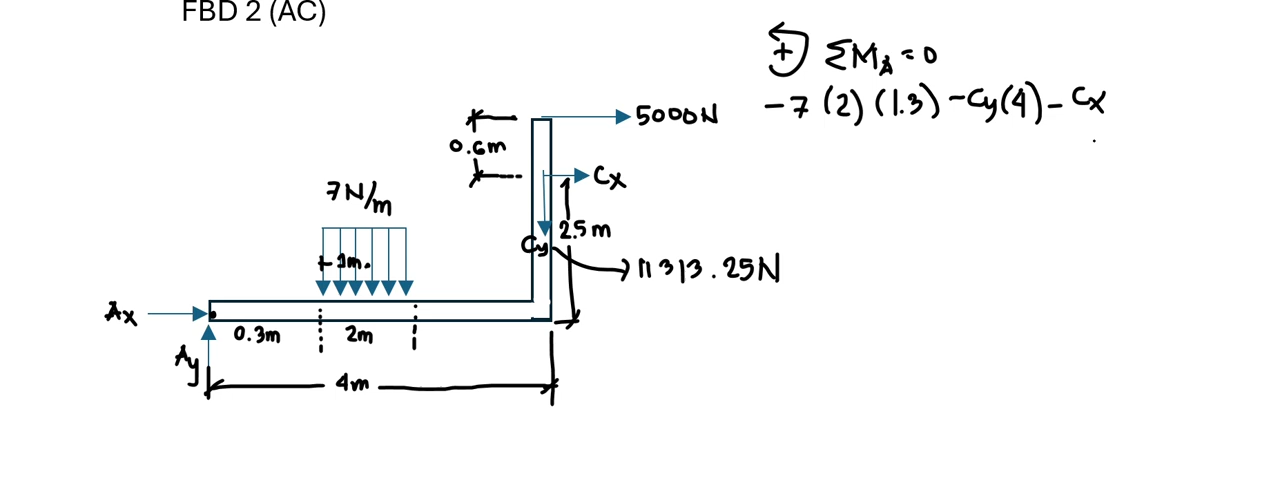 FBD 2 (AC)
+ ΣM_A = 0
-7 (2) (1.3) - Cy(4) - Cx
5000N
0.6m
Cx
7N/m
2.5m
Cy
1m.
11313.25N
Ax
0.3m
2m
Ay
4m